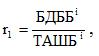 r₁ = БДББⁱ / ТАШБⁱ ,